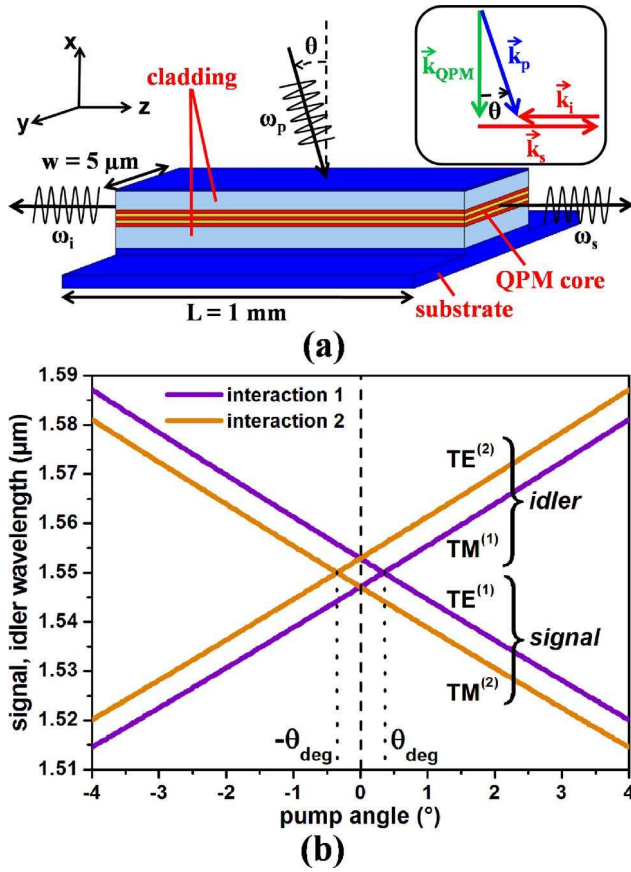 x
y
z
cladding
θ
ωp
w = 5 μm
k⃗QPM
k⃗p
θ
k⃗i
k⃗s
ωi
ωs
QPM core
substrate
L = 1 mm
(a)
signal, idler wavelength (μm)
1.59
1.58
1.57
1.56
1.55
1.54
1.53
1.52
1.51
interaction 1
interaction 2
TE(2)
idler
TM(1)
TE(1)
signal
TM(2)
-θdeg
θdeg
-4 -3 -2 -1 0 1 2 3 4
pump angle (°)
(b)